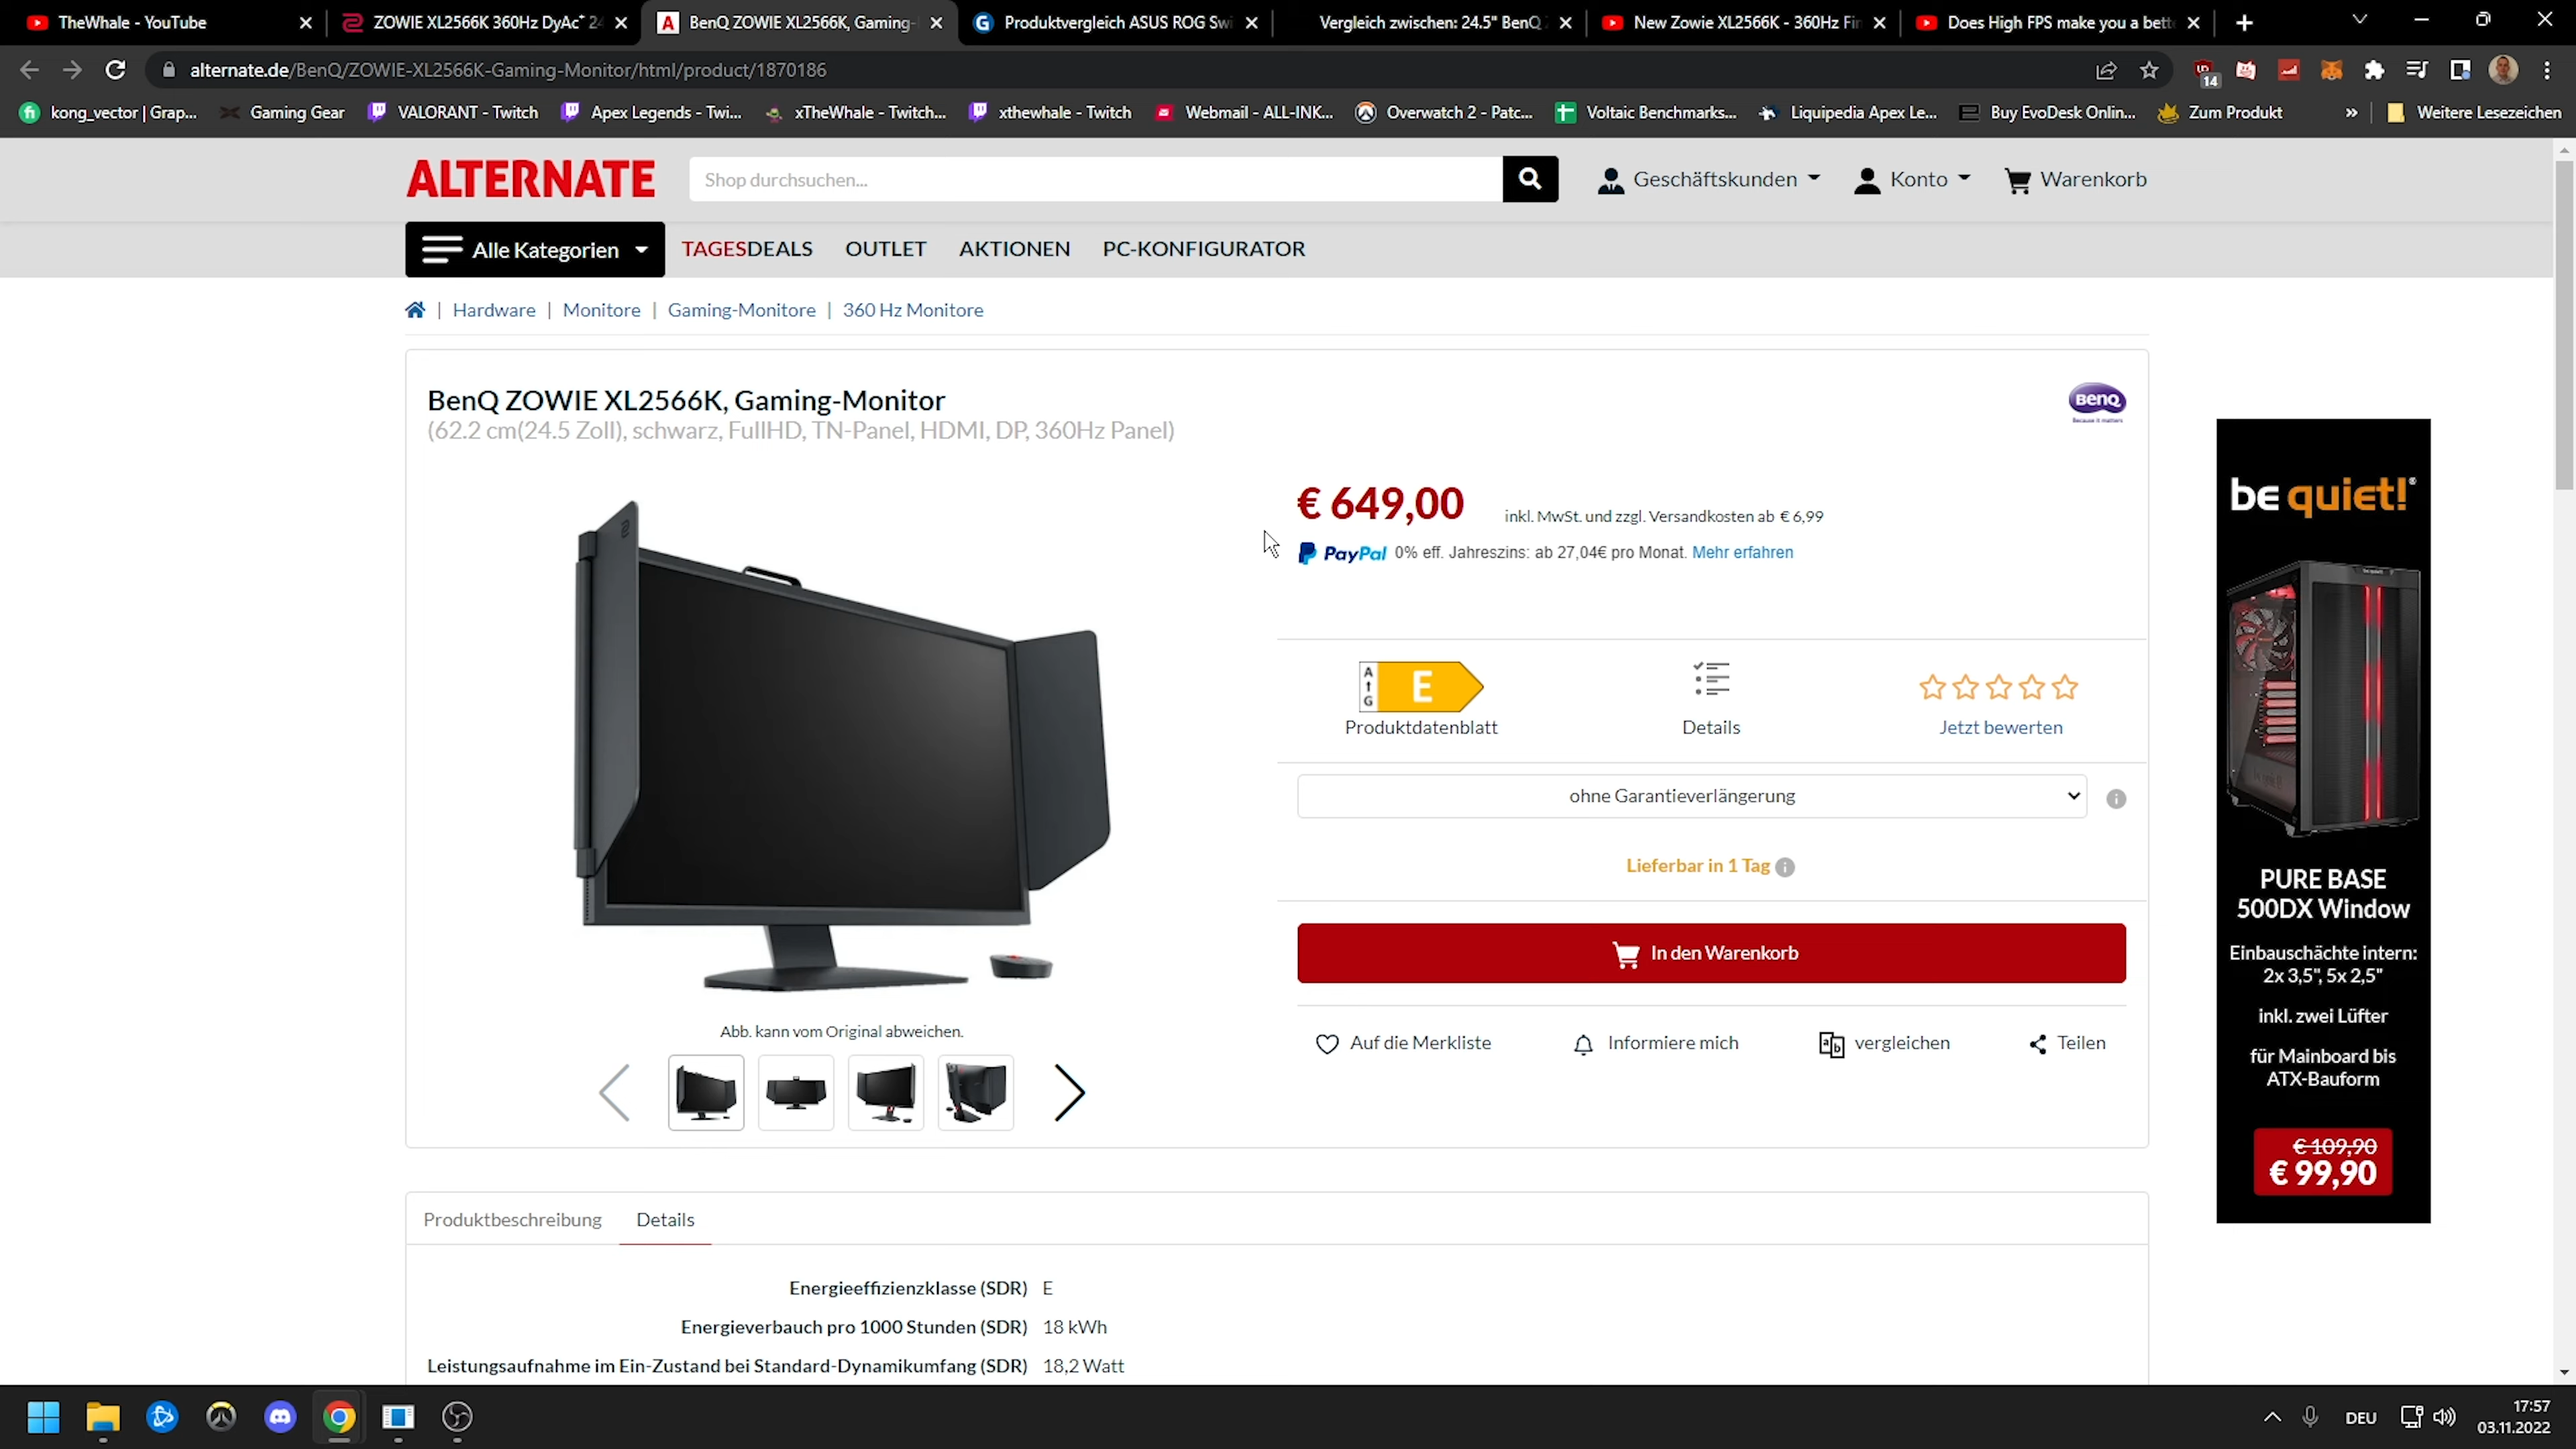 TheWhale - YouTube
ZOWIE XL2566K 360Hz DyAc⁺ 24
BenQ ZOWIE XL2566K, Gaming-
Produktvergleich ASUS ROG Swi
Vergleich zwischen: 24.5" BenQ Z
New Zowie XL2566K - 360Hz Fir
Does High FPS make you a bette
alternate.de/BenQ/ZOWIE-XL2566K-Gaming-Monitor/html/product/1870186
14
kong_vector | Grap...
Gaming Gear
VALORANT - Twitch
Apex Legends - Twi...
xTheWhale - Twitch...
xthewhale - Twitch
Webmail - ALL-INK...
Overwatch 2 - Patc...
Voltaic Benchmarks...
Liquipedia Apex Le...
Buy EvoDesk Onlin...
Zum Produkt
»
Weitere Lesezeichen
ALTERNATE
Shop durchsuchen...
Geschäftskunden
Konto
Warenkorb
Alle Kategorien
TAGESDEALS
OUTLET
AKTIONEN
PC-KONFIGURATOR
| Hardware | Monitore | Gaming-Monitore | 360 Hz Monitore
BenQ ZOWIE XL2566K, Gaming-Monitor
(62.2 cm(24.5 Zoll), schwarz, FullHD, TN-Panel, HDMI, DP, 360Hz Panel)
BenQ
Because it matters
€ 649,00
inkl. MwSt. und zzgl. Versandkosten ab € 6,99
PayPal 0% eff. Jahreszins: ab 27,04€ pro Monat. Mehr erfahren
A
G
E
Produktdatenblatt
Details
Jetzt bewerten
ohne Garantieverlängerung
Lieferbar in 1 Tag
In den Warenkorb
Auf die Merkliste
Informiere mich
vergleichen
Teilen
Abb. kann vom Original abweichen.
be quiet!®
PURE BASE
500DX Window
Einbauschächte intern:
2x 3,5", 5x 2,5"
inkl. zwei Lüfter
für Mainboard bis
ATX-Bauform
€ 109,90
€ 99,90
Produktbeschreibung
Details
Energieeffizienzklasse (SDR) E
Energieverbauch pro 1000 Stunden (SDR) 18 kWh
Leistungsaufnahme im Ein-Zustand bei Standard-Dynamikumfang (SDR) 18,2 Watt
DEU
17:57
03.11.2022